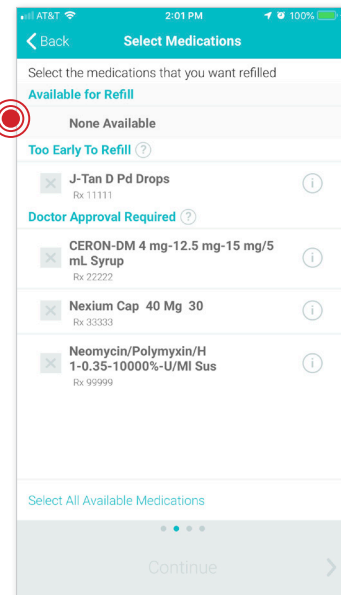 AT&T 2:01 PM 100%
Back Select Medications
Select the medications that you want refilled
Available for Refill
None Available
Too Early To Refill ?
J-Tan D Pd Drops
Rx 11111
Doctor Approval Required ?
CERON-DM 4 mg-12.5 mg-15 mg/5
mL Syrup
Rx 22222
Nexium Cap 40 Mg 30
Rx 33333
Neomycin/Polymyxin/H
1-0.35-10000%-U/Ml Sus
Rx 99999
Select All Available Medications
Continue